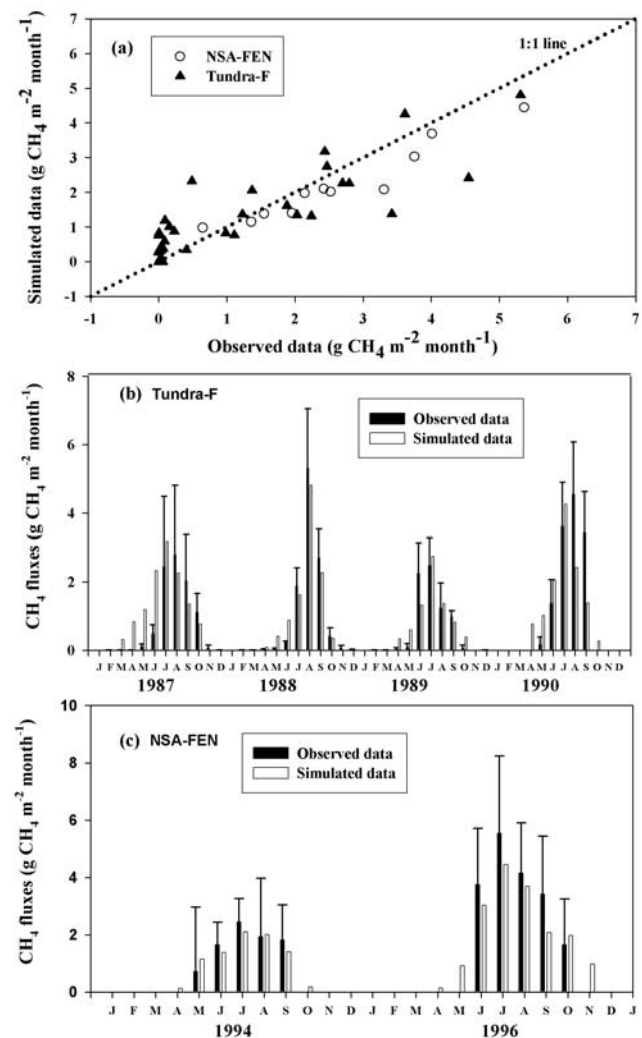 (a)
NSA-FEN
Tundra-F
1:1 line
Simulated data (g CH4 m-2 month-1)
7
6
5
4
3
2
1
0
-1
-1 0 1 2 3 4 5 6 7
Observed data (g CH4 m-2 month-1)
(b) Tundra-F
Observed data
Simulated data
CH4 fluxes (g CH4 m-2 month-1)
8
6
4
2
0
J F M A M J J A S O N D J F M A M J J A S O N D J F M A M J J A S O N D J F M A M J J A S O N D
1987 1988 1989 1990
(c) NSA-FEN
Observed data
Simulated data
CH4 fluxes (g CH4 m-2 month-1)
10
8
6
4
2
0
J F M A M J J A S O N D J F M A M J J A S O N D J
1994 1996